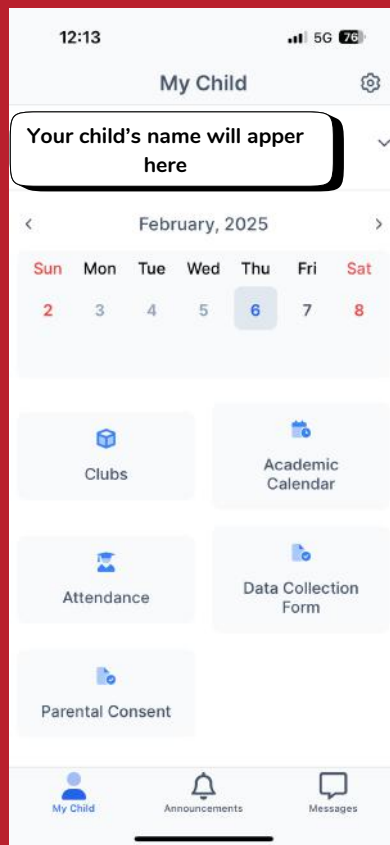 12:13
5G 76
My Child
Your child's name will apper
here
February, 2025
Sun Mon Tue Wed Thu Fri Sat
2 3 4 5 6 7 8
Clubs
Academic
Calendar
Attendance
Data Collection
Form
Parental Consent
My Child Announcements Messages